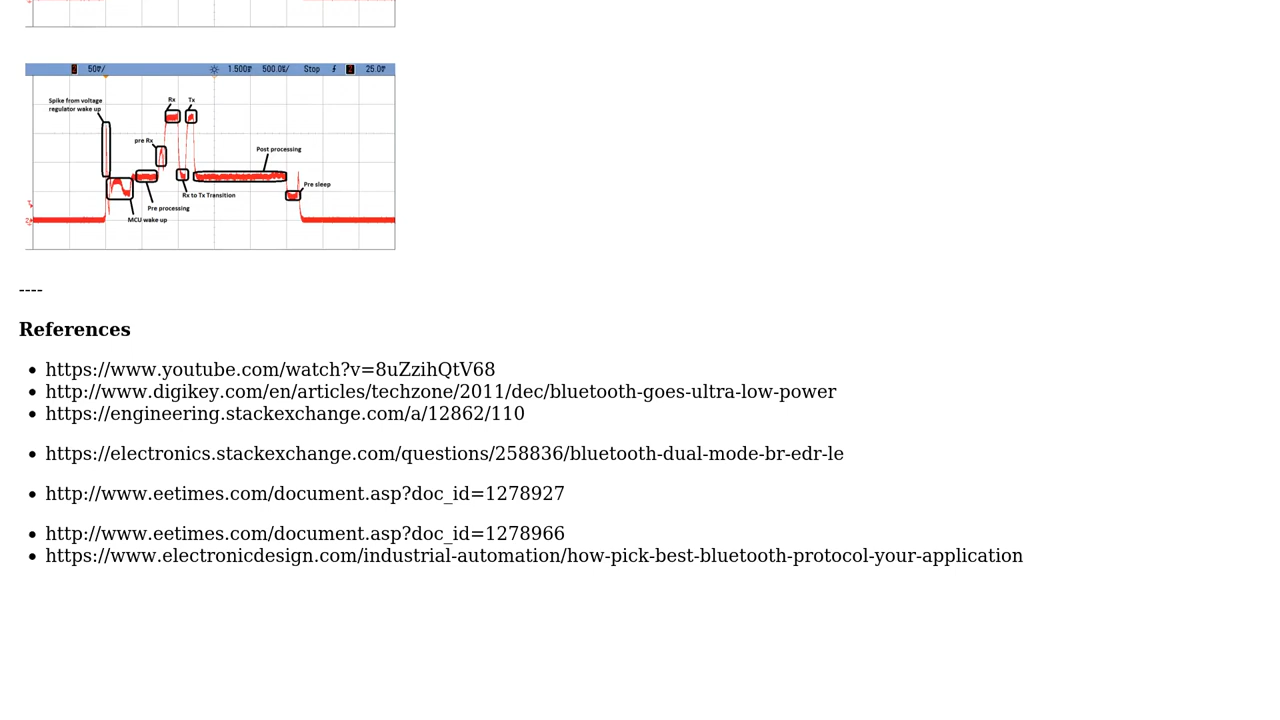 50▽/ 1.500▽ 500.0%/ Stop 2 25.0▽
Spike from voltage
regulator wake up
Rx
Tx
pre Rx
Post processing
Pre sleep
Rx to Tx Transition
Pre processing
MCU wake up
----
References
• https://www.youtube.com/watch?v=8uZzihQtV68
• http://www.digikey.com/en/articles/techzone/2011/dec/bluetooth-goes-ultra-low-power
• https://engineering.stackexchange.com/a/12862/110
• https://electronics.stackexchange.com/questions/258836/bluetooth-dual-mode-br-edr-le
• http://www.eetimes.com/document.asp?doc_id=1278927
• http://www.eetimes.com/document.asp?doc_id=1278966
• https://www.electronicdesign.com/industrial-automation/how-pick-best-bluetooth-protocol-your-application